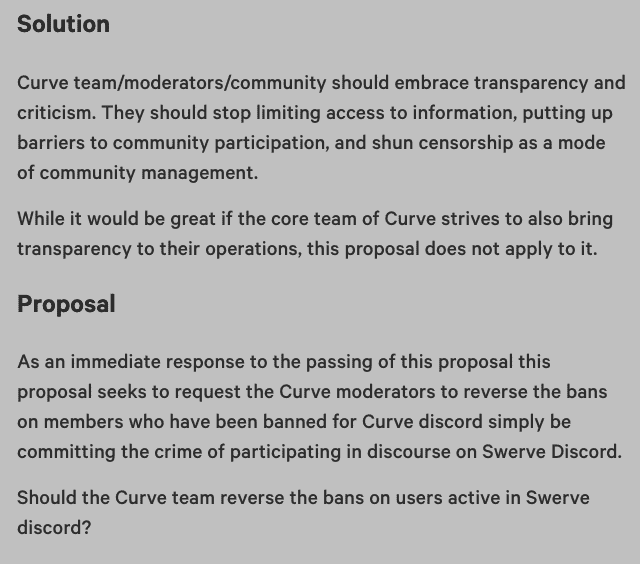 Solution
Curve team/moderators/community should embrace transparency and
criticism. They should stop limiting access to information, putting up
barriers to community participation, and shun censorship as a mode
of community management.
While it would be great if the core team of Curve strives to also bring
transparency to their operations, this proposal does not apply to it.
Proposal
As an immediate response to the passing of this proposal this
proposal seeks to request the Curve moderators to reverse the bans
on members who have been banned for Curve discord simply be
committing the crime of participating in discourse on Swerve Discord.
Should the Curve team reverse the bans on users active in Swerve
discord?